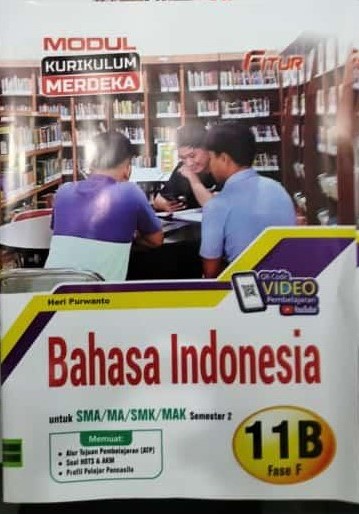 MODUL
KURIKULUM
MERDEKA
FITUR
QR-Code
VIDEO
Pembelajaran
YouTube
Heri Purwanto
Bahasa Indonesia
untuk SMA/MA/SMK/MAK Semester 2
Memuat:
• Alur Tujuan Pembelajaran (ATP)
• Soal HOTS & AKM
• Profil Pelajar Pancasila
11B
Fase F